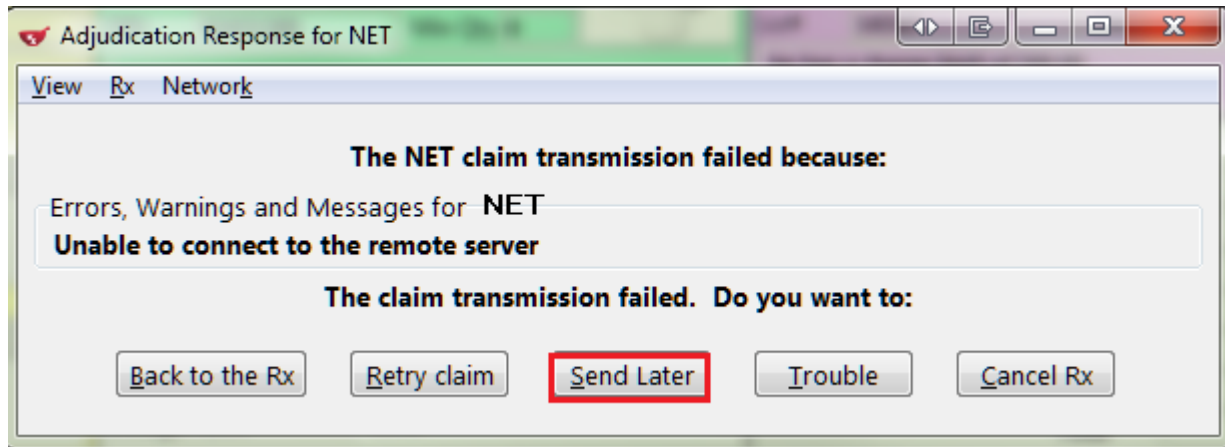 Adjudication Response for NET
View Rx Network
The NET claim transmission failed because:
Errors, Warnings and Messages for NET
Unable to connect to the remote server
The claim transmission failed. Do you want to:
Back to the Rx Retry claim Send Later Trouble Cancel Rx